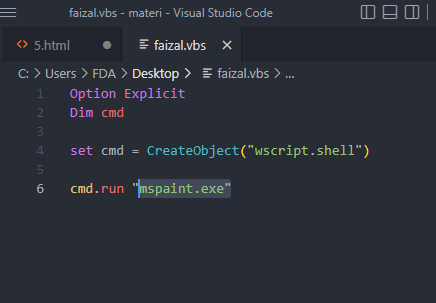 faizal.vbs - materi - Visual Studio Code
<> 5.html ● faizal.vbs ×
C: > Users > FDA > Desktop > faizal.vbs > ...
1 Option Explicit
2 Dim cmd
3
4 set cmd = CreateObject("wscript.shell")
5
6 cmd.run "mspaint.exe"